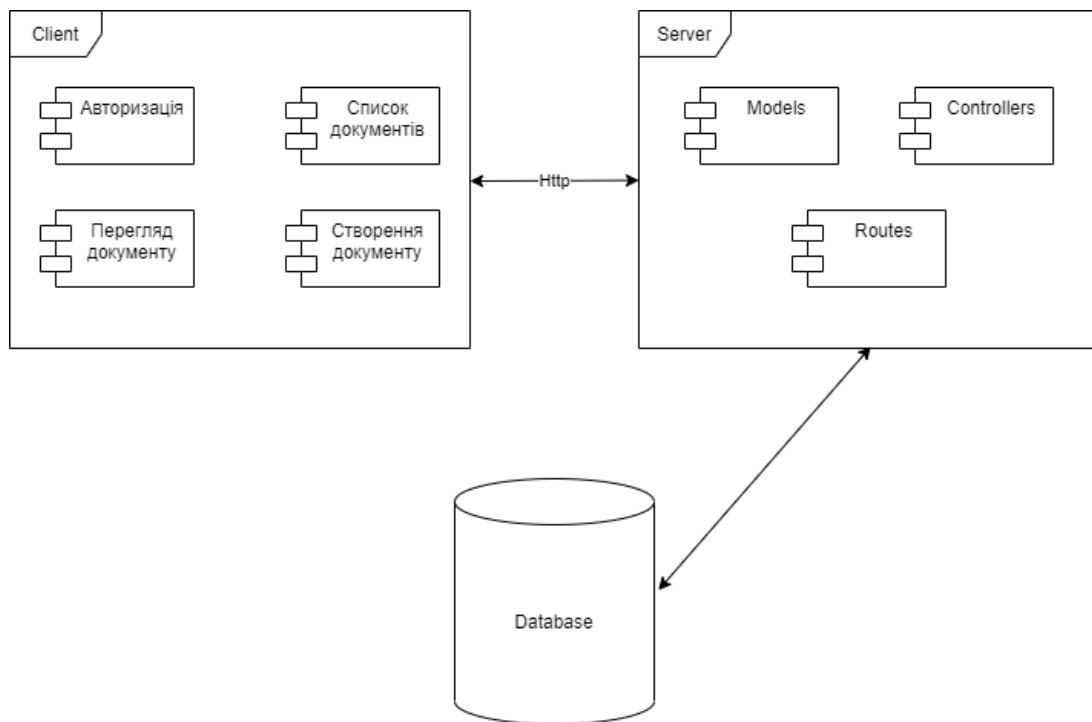 Client
Авторизація
Список
документів
Перегляд
документу
Створення
документу
Http
Server
Models
Controllers
Routes
Database